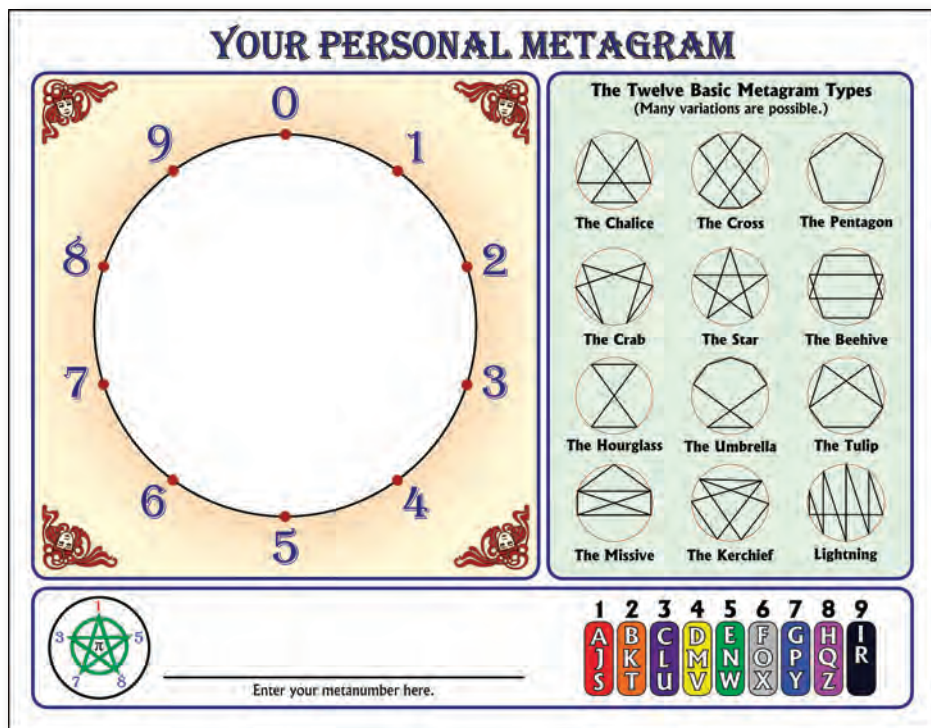 YOUR PERSONAL METAGRAM
0
9 1
8 2
7 3
6 4
5
The Twelve Basic Metagram Types
(Many variations are possible.)
The Chalice The Cross The Pentagon
The Crab The Star The Beehive
The Hourglass The Umbrella The Tulip
The Missive The Kerchief Lightning
1
3 π 5
7 8
Enter your metanumber here.
1 2 3 4 5 6 7 8 9
A B C D E F G H I
J K L M N O P Q R
S T U V W X Y Z